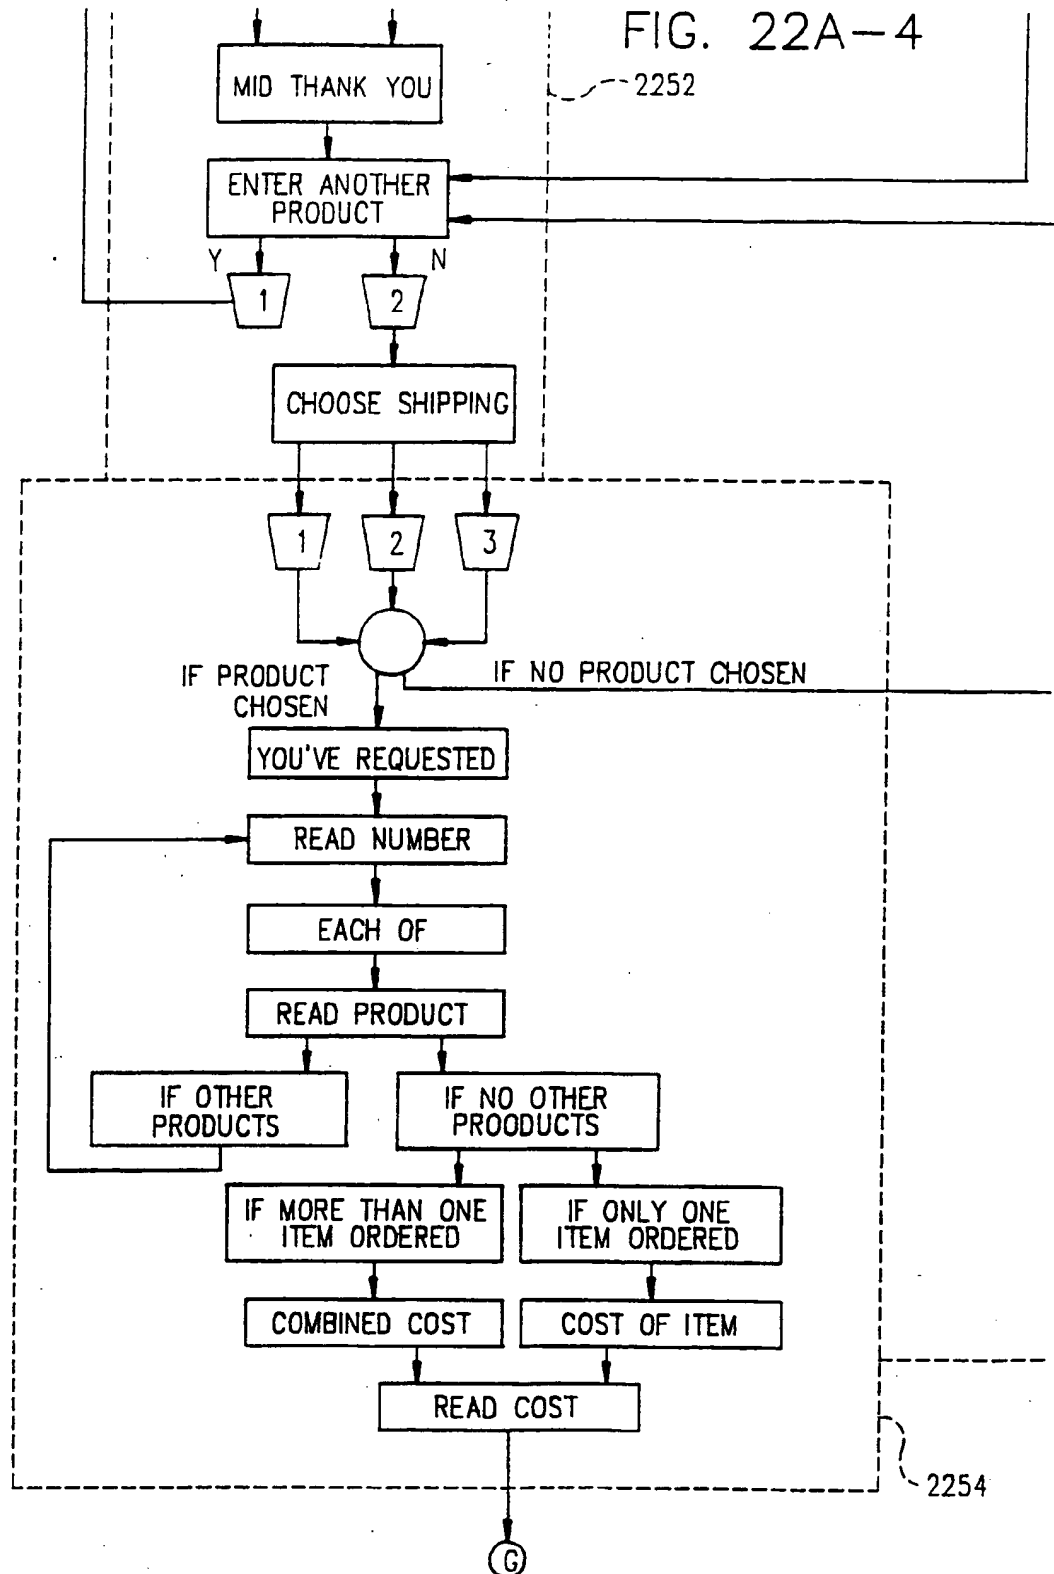 FIG. 22A-4
MID THANK YOU
2252
ENTER ANOTHER
PRODUCT
Y
N
1
2
CHOOSE SHIPPING
1
2
3
IF PRODUCT
CHOSEN
IF NO PRODUCT CHOSEN
YOU'VE REQUESTED
READ NUMBER
EACH OF
READ PRODUCT
IF OTHER
PRODUCTS
IF NO OTHER
PROODUCTS
IF MORE THAN ONE
ITEM ORDERED
IF ONLY ONE
ITEM ORDERED
COMBINED COST
COST OF ITEM
READ COST
2254
G